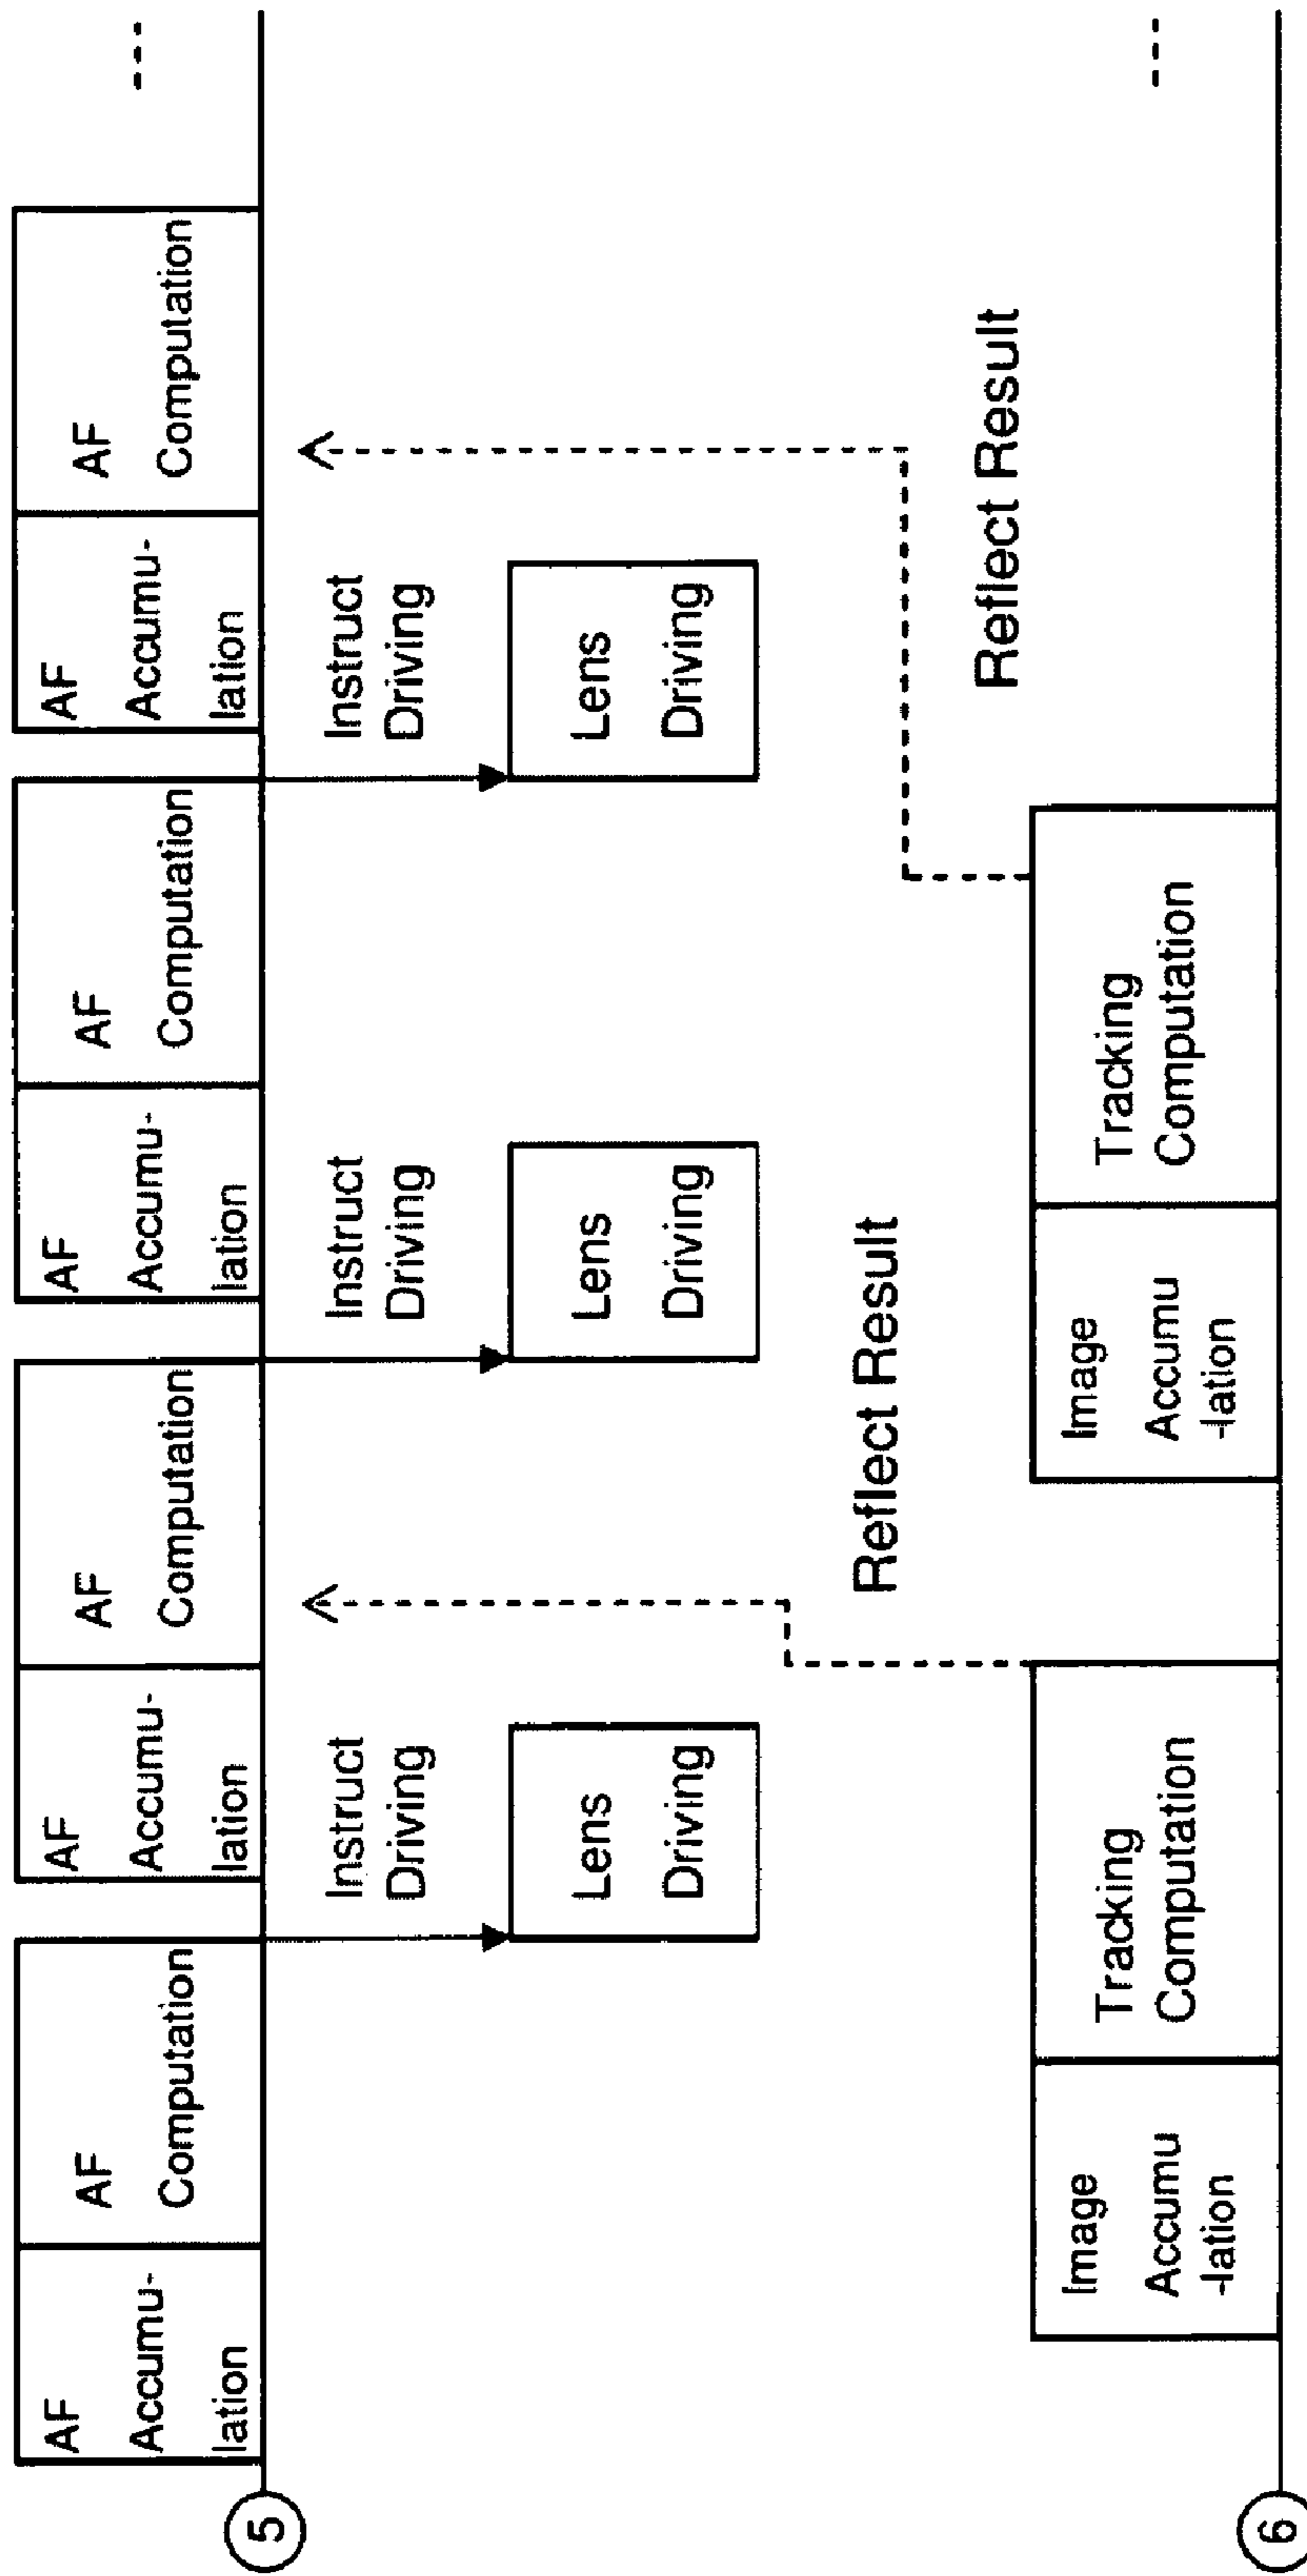 5
AF
Accumu-
lation
AF
Computation
AF
Accumu-
lation
AF
Computation
AF
Accumu-
lation
AF
Computation
AF
Accumu-
lation
AF
Computation
Instruct
Driving
Instruct
Driving
Instruct
Driving
Lens
Driving
Lens
Driving
Lens
Driving
Reflect Result
Reflect Result
6
Image
Accumu
-lation
Tracking
Computation
Image
Accumu
-lation
Tracking
Computation